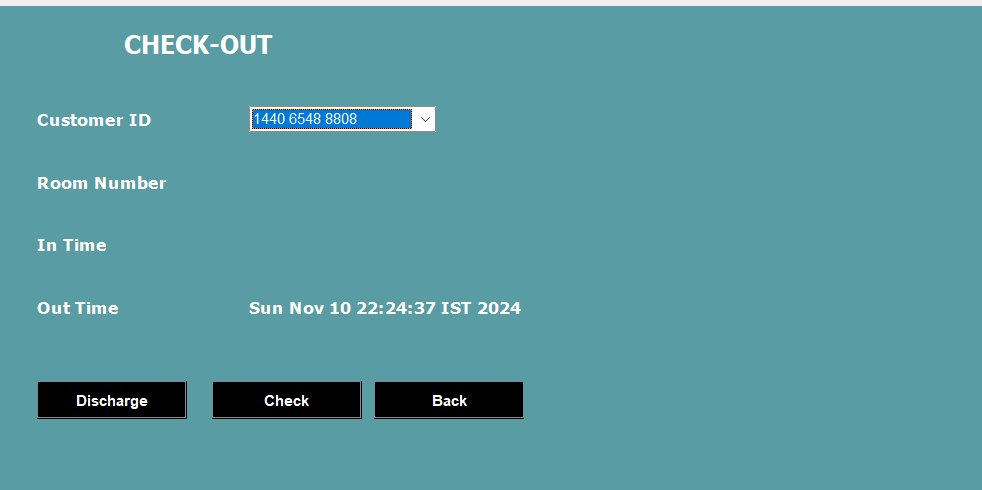 CHECK-OUT
Customer ID 1440 6548 8808
Room Number
In Time
Out Time Sun Nov 10 22:24:37 IST 2024
Discharge Check Back